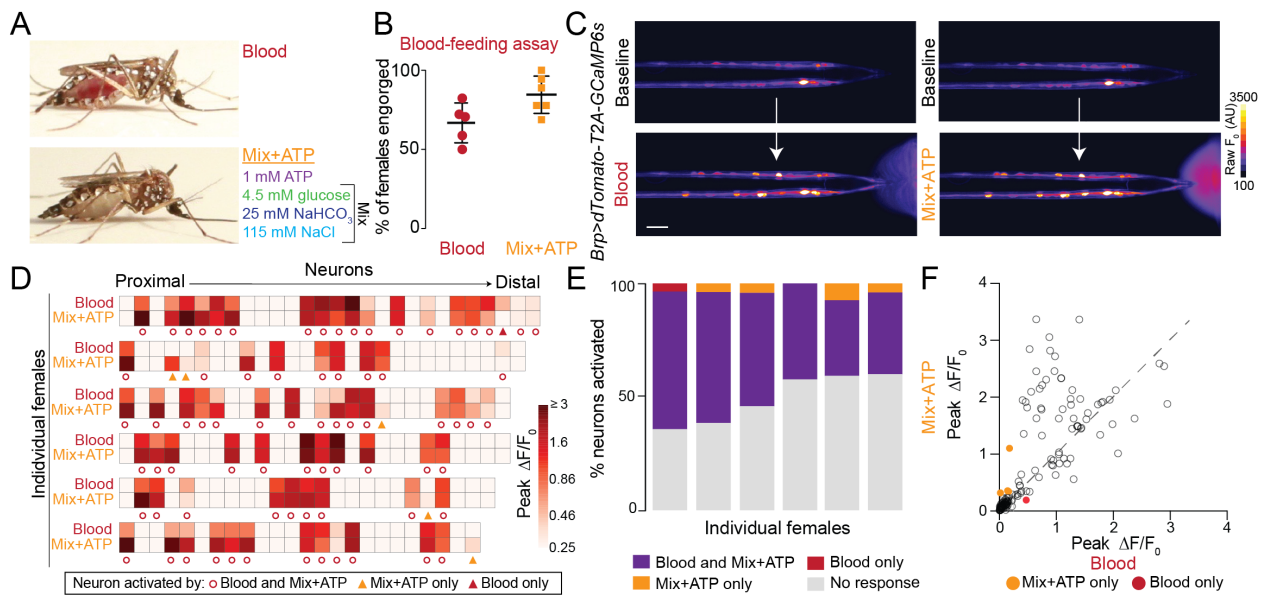 A
Blood
Mix+ATP
1 mM ATP
4.5 mM glucose
25 mM NaHCO3
115 mM NaCl
Mix
B
Blood-feeding assay
% of females engorged
100
50
0
Blood
Mix+ATP
C
Brp>dTomato-T2A-GCaMP6s
Baseline
Baseline
Blood
Mix+ATP
3500
Raw F0 (AU)
100
D
Neurons
Proximal
Distal
Indidvidual females
Blood
Mix+ATP
Blood
Mix+ATP
Blood
Mix+ATP
Blood
Mix+ATP
Blood
Mix+ATP
Blood
Mix+ATP
Peak ΔF/F0
≥3
1.6
0.86
0.46
0.25
Neuron activated by: Blood and Mix+ATP Mix+ATP only Blood only
E
% neurons activated
100
50
0
Individual females
Blood and Mix+ATP
Blood only
Mix+ATP only
No response
F
Mix+ATP
Peak ΔF/F0
4
3
2
1
0
0 1 2 3 4
Peak ΔF/F0
Blood
Mix+ATP only Blood only